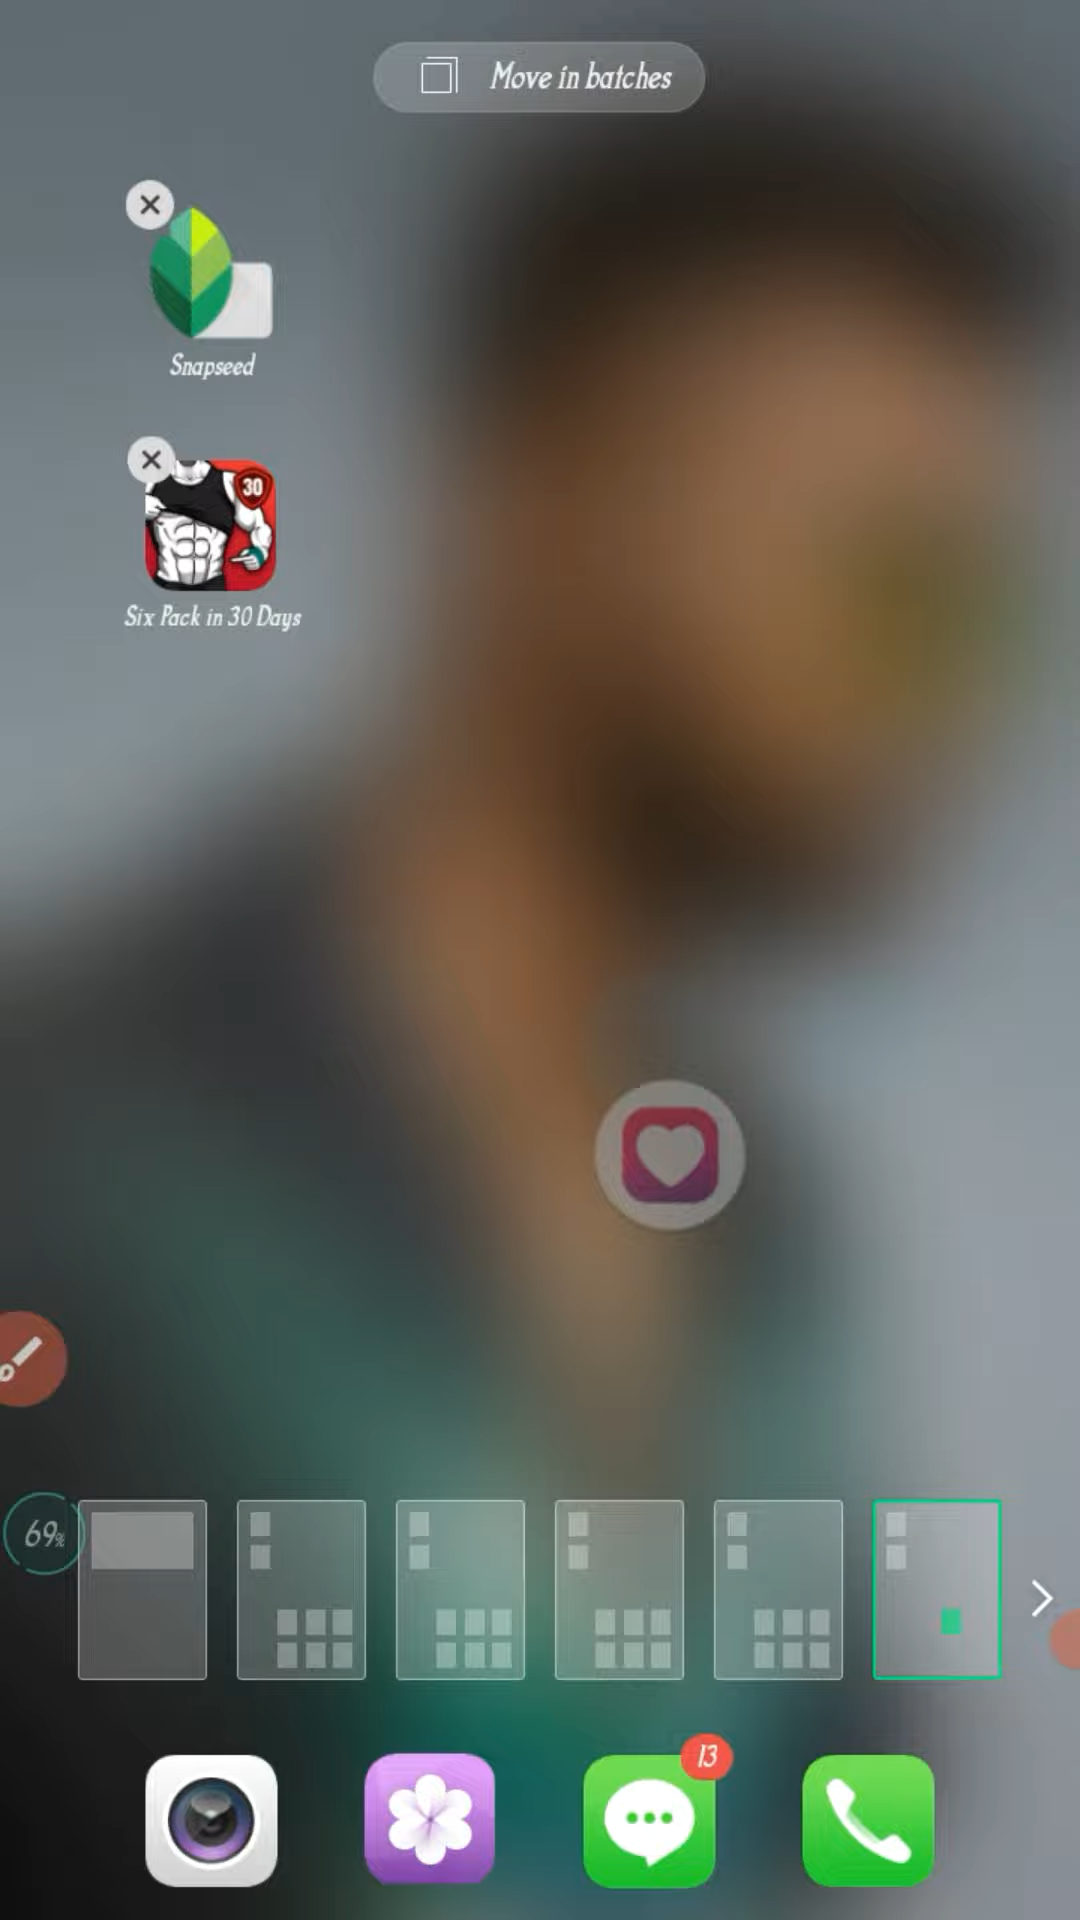 Move in batches
Snapseed
30
Six Pack in 30 Days
69%
13